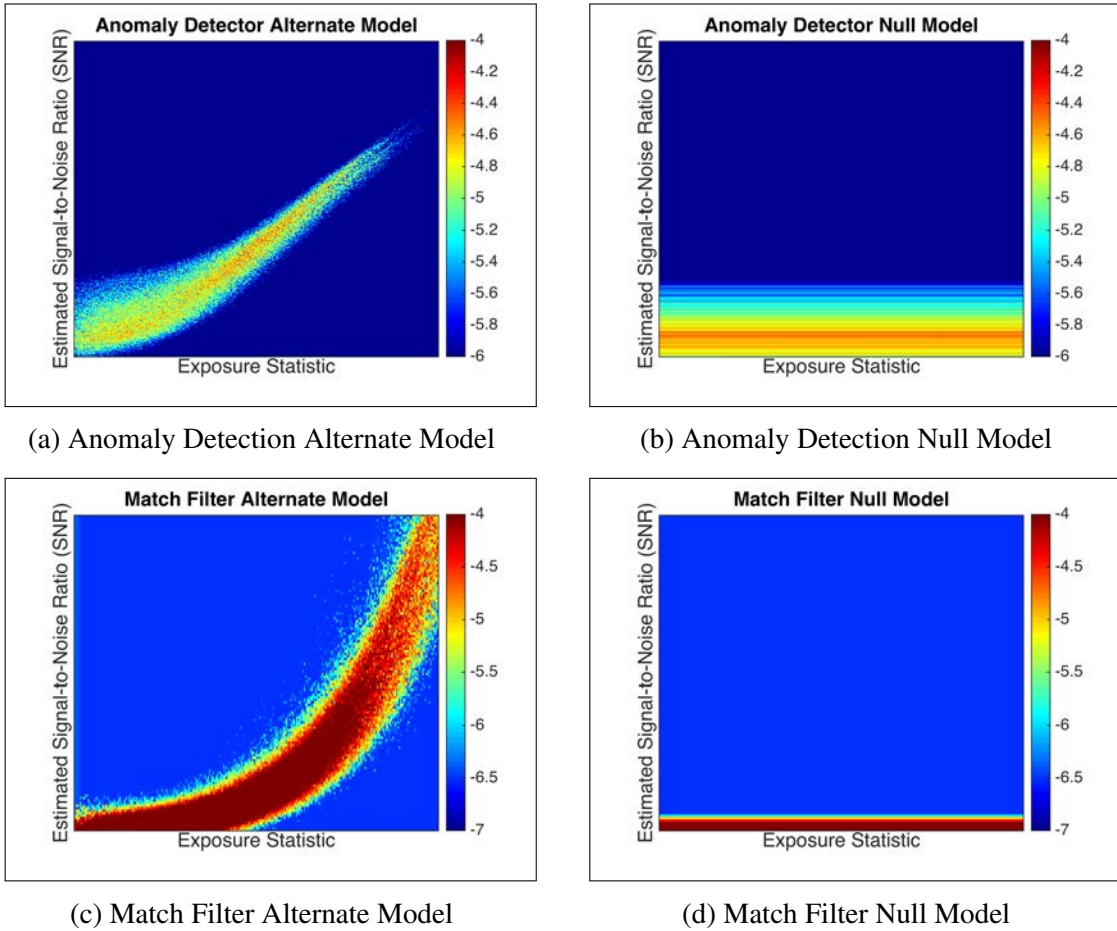 Anomaly Detector Alternate Model
Estimated Signal-to-Noise Ratio (SNR)
Exposure Statistic
-4
-4.2
-4.4
-4.6
-4.8
-5
-5.2
-5.4
-5.6
-5.8
-6
Anomaly Detector Null Model
Estimated Signal-to-Noise Ratio (SNR)
Exposure Statistic
-4
-4.2
-4.4
-4.6
-4.8
-5
-5.2
-5.4
-5.6
-5.8
-6
(a) Anomaly Detection Alternate Model
(b) Anomaly Detection Null Model
Match Filter Alternate Model
Estimated Signal-to-Noise Ratio (SNR)
Exposure Statistic
-4
-4.5
-5
-5.5
-6
-6.5
-7
Match Filter Null Model
Estimated Signal-to-Noise Ratio (SNR)
Exposure Statistic
-4
-4.5
-5
-5.5
-6
-6.5
-7
(c) Match Filter Alternate Model
(d) Match Filter Null Model